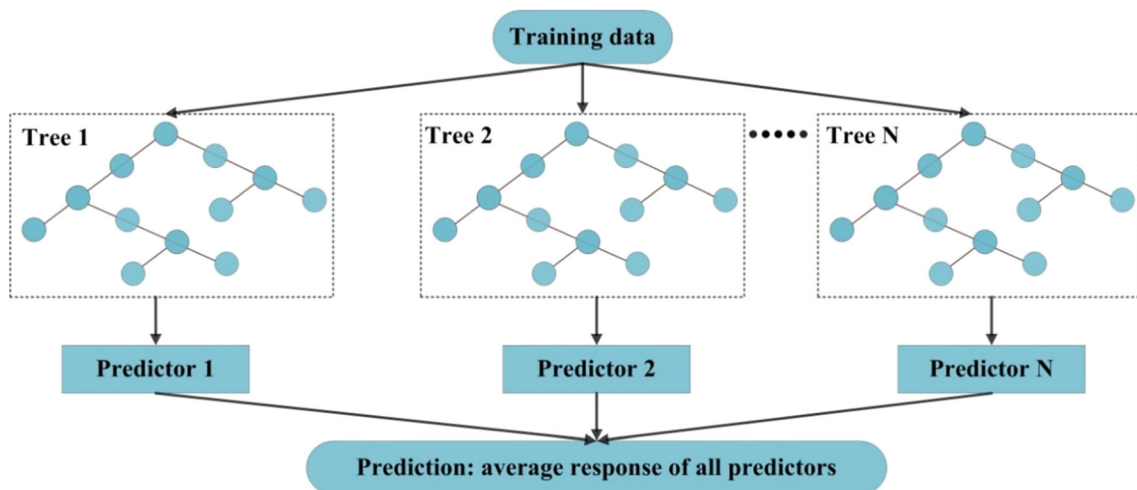 Training data
Tree 1
Tree 2
Tree N
Predictor 1
Predictor 2
Predictor N
Prediction: average response of all predictors